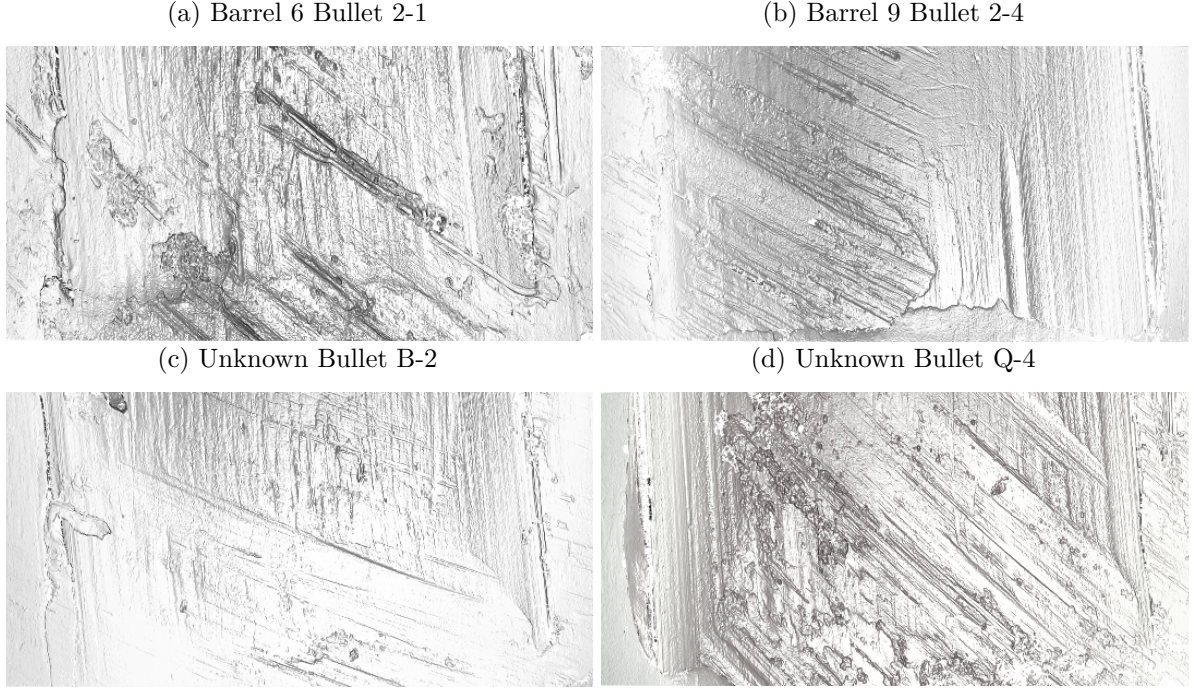 (a) Barrel 6 Bullet 2-1
(b) Barrel 9 Bullet 2-4
(c) Unknown Bullet B-2
(d) Unknown Bullet Q-4